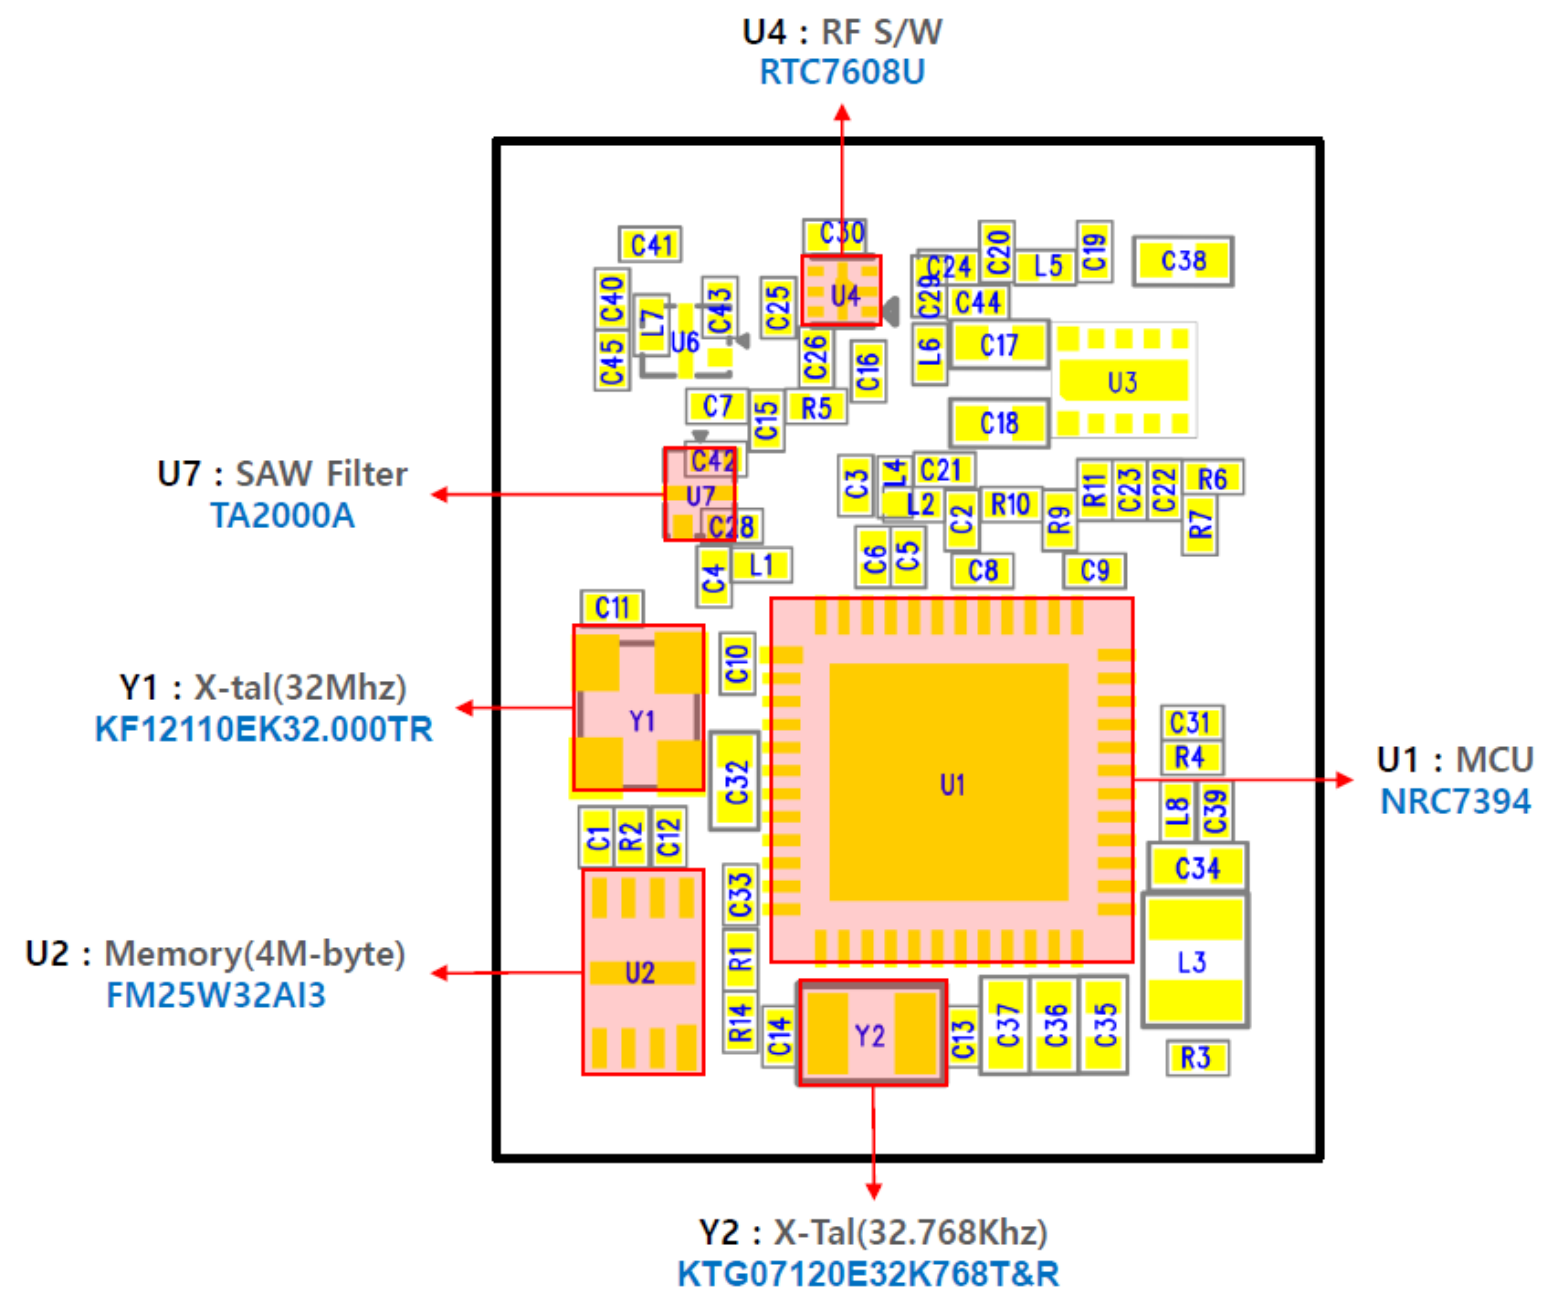 U4 : RF S/W
RTC7608U
C30
C41
C20
C19
C24
L5
C38
C40
C43
C25
U4
C29
C44
L7
U6
C45
C26
C16
L6
C17
U3
C7
C15
R5
C18
U7 : SAW Filter
TA2000A
C42
U7
C28
C3
L4
C21
L2
C2
R10
R9
R11
C23
C22
R6
R7
C4
L1
C6
C5
C8
C9
C11
C10
Y1 : X-tal(32Mhz)
KF12110EK32.000TR
Y1
C32
U1
C31
R4
U1 : MCU
NRC7394
L8
C39
C1
R2
C12
C34
C33
U2 : Memory(4M-byte)
FM25W32AI3
U2
R1
L3
R14
C14
Y2
C13
C37
C36
C35
R3
Y2 : X-Tal(32.768Khz)
KTG07120E32K768T&R